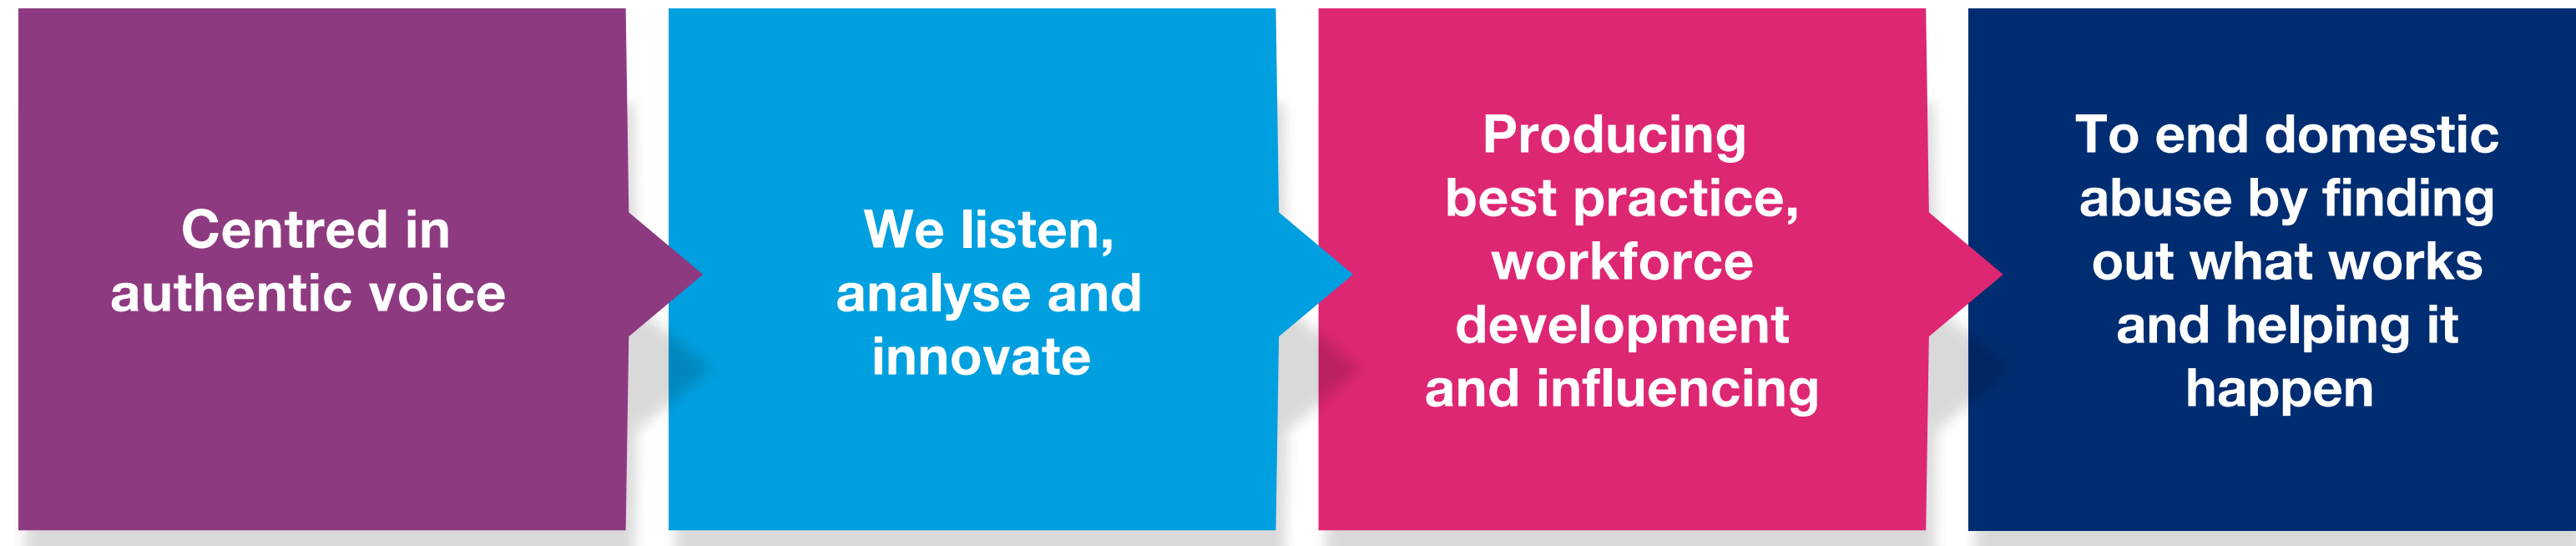 Centred in
authentic voice
We listen,
analyse and
innovate
Producing
best practice,
workforce
development
and influencing
To end domestic
abuse by finding
out what works
and helping it
happen